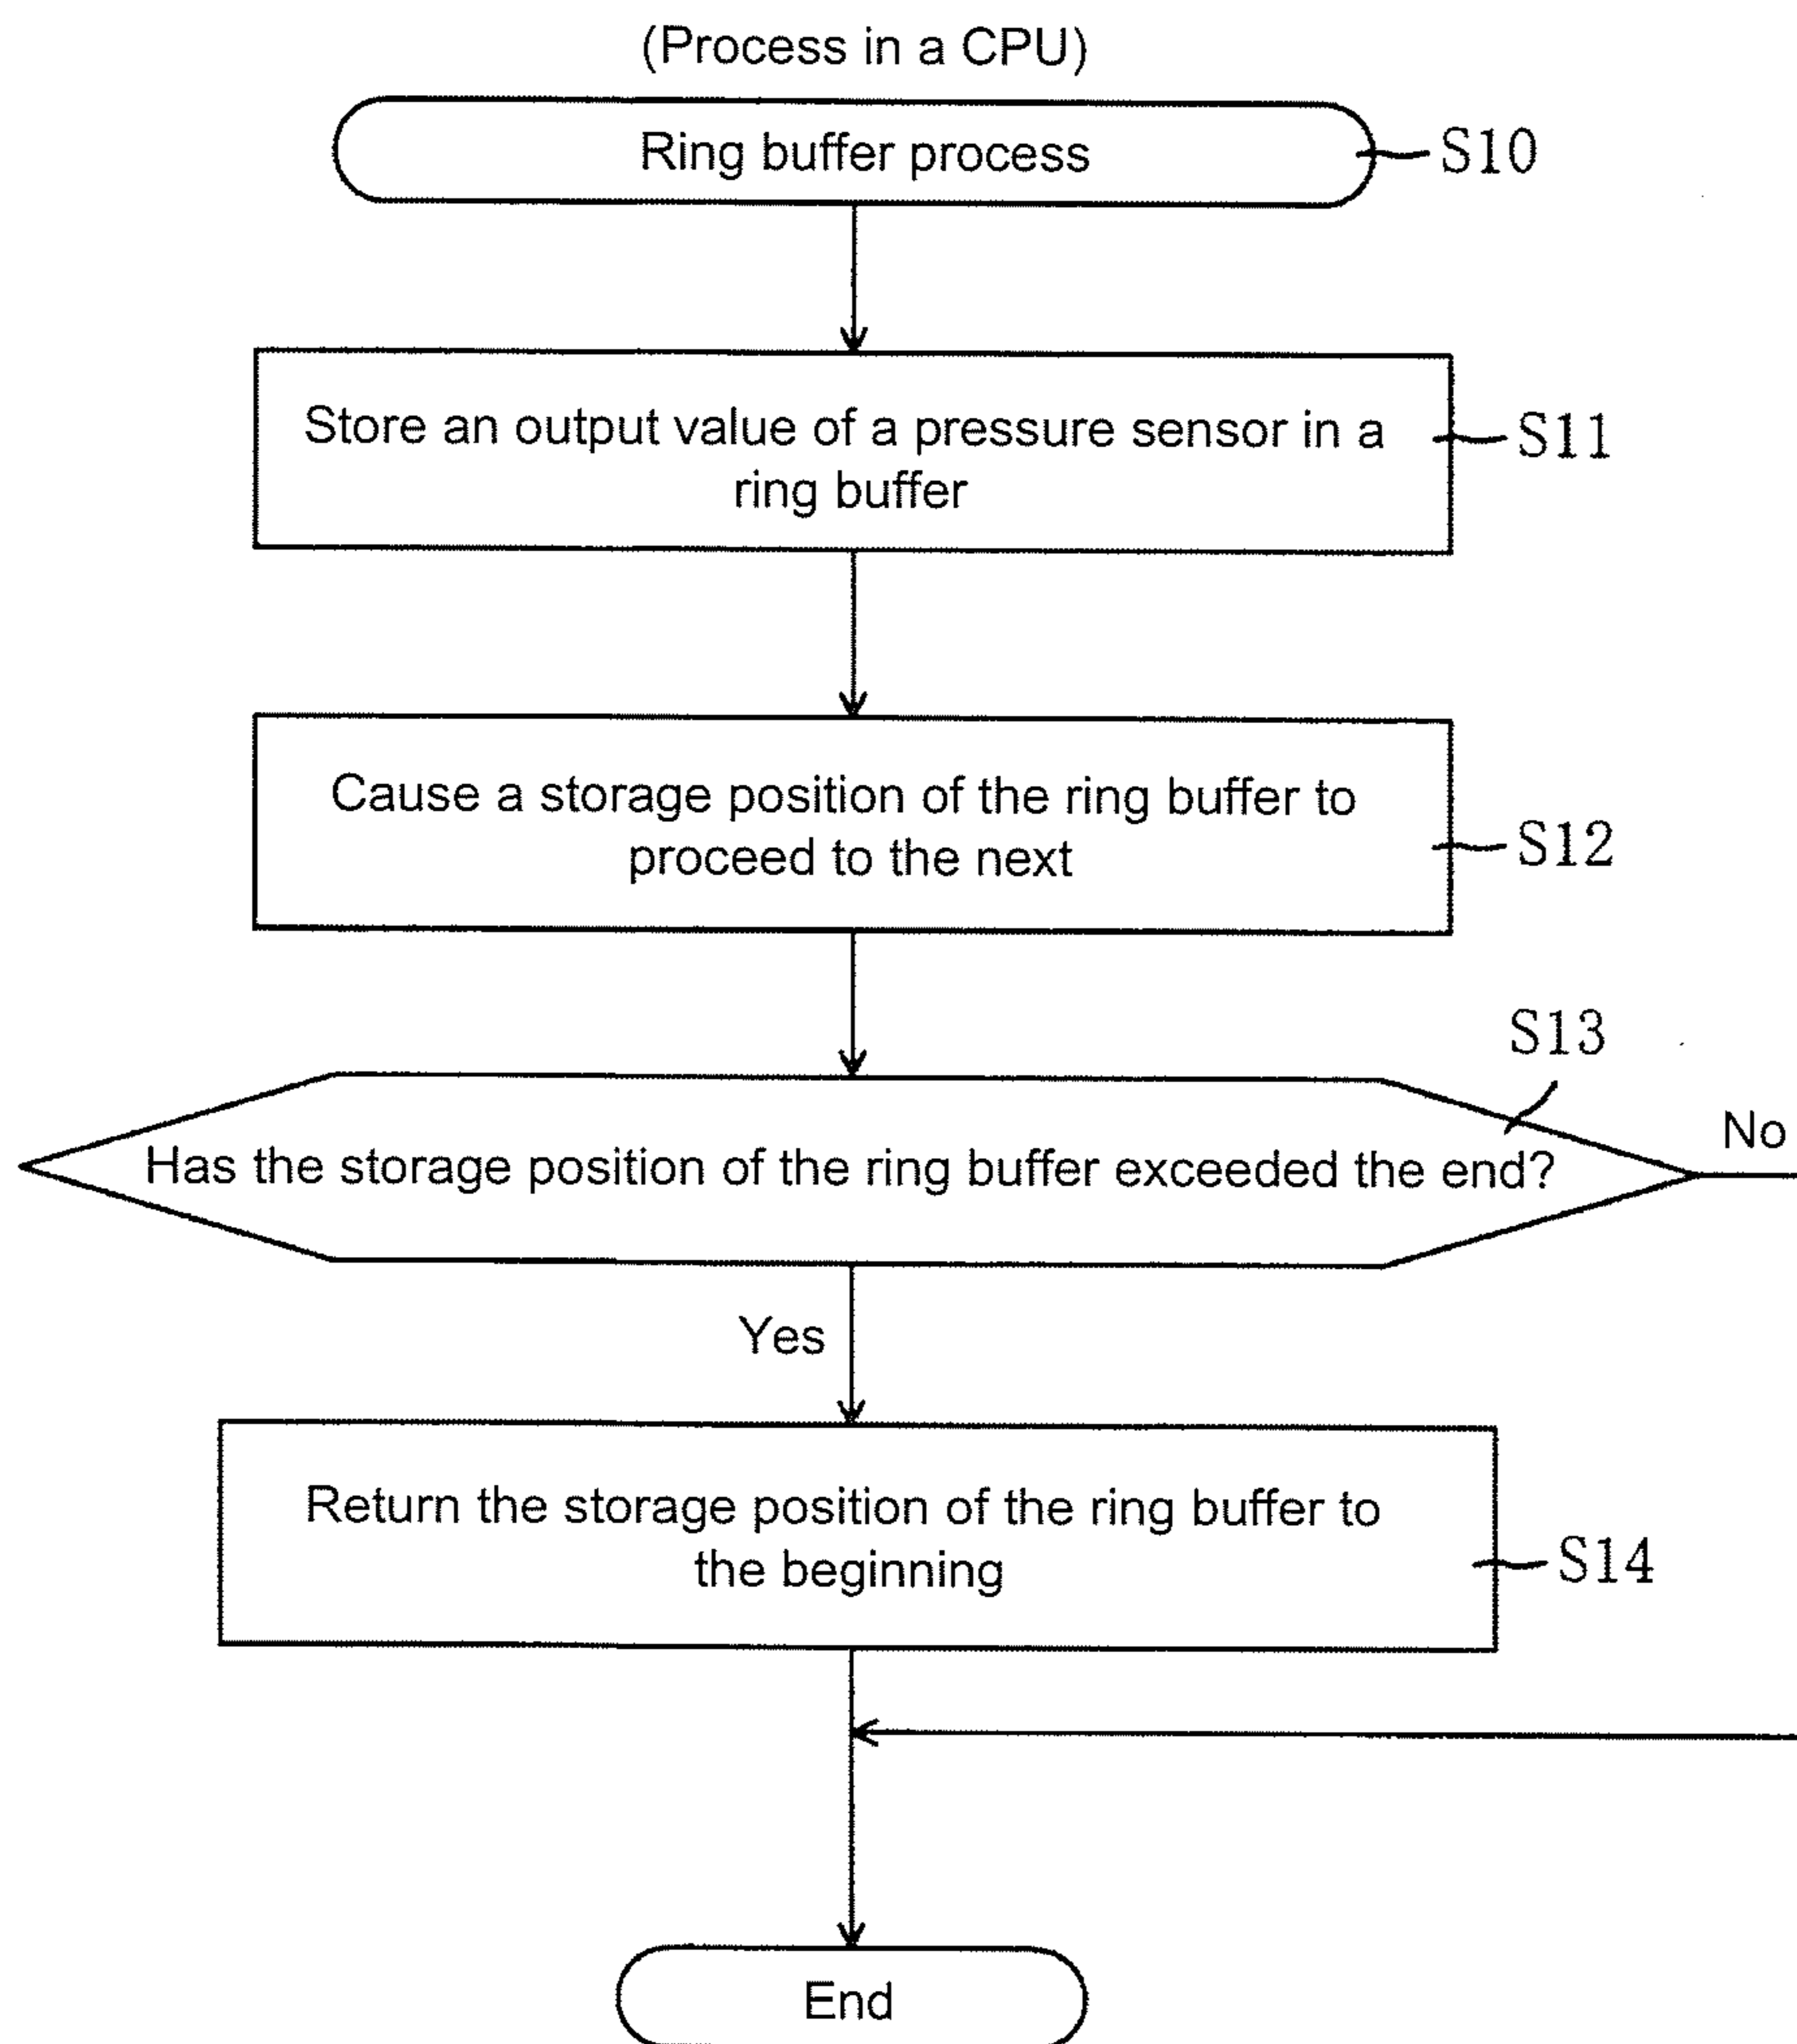 (Process in a CPU)
Ring buffer process
S10
Store an output value of a pressure sensor in a
ring buffer
S11
Cause a storage position of the ring buffer to
proceed to the next
S12
S13
No
Has the storage position of the ring buffer exceeded the end?
Yes
Return the storage position of the ring buffer to
the beginning
S14
End